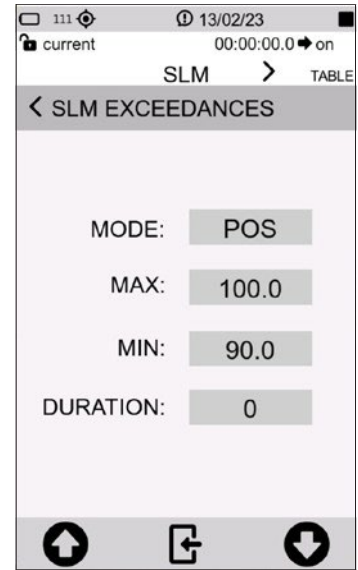 111 13/02/23
current 00:00:00.0 on
SLM > TABLE
< SLM EXCEEDANCES
MODE: POS
MAX: 100.0
MIN: 90.0
DURATION: 0